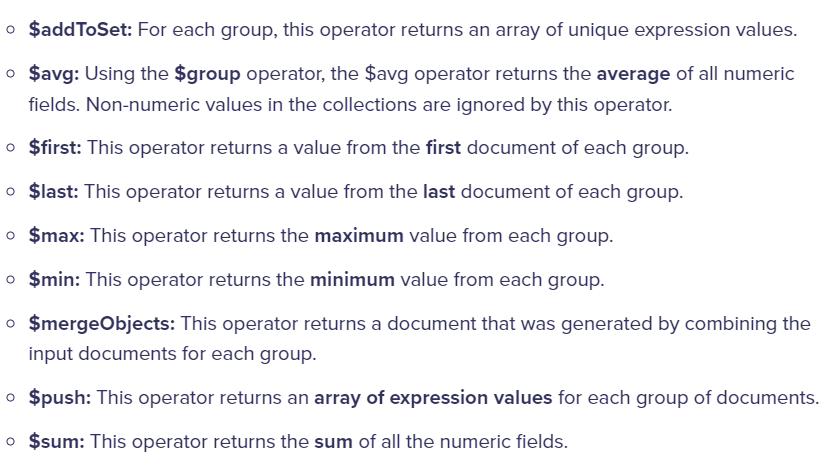 $addToSet: For each group, this operator returns an array of unique expression values.
$avg: Using the $group operator, the $avg operator returns the average of all numeric
fields. Non-numeric values in the collections are ignored by this operator.
$first: This operator returns a value from the first document of each group.
$last: This operator returns a value from the last document of each group.
$max: This operator returns the maximum value from each group.
$min: This operator returns the minimum value from each group.
$mergeObjects: This operator returns a document that was generated by combining the
input documents for each group.
$push: This operator returns an array of expression values for each group of documents.
$sum: This operator returns the sum of all the numeric fields.